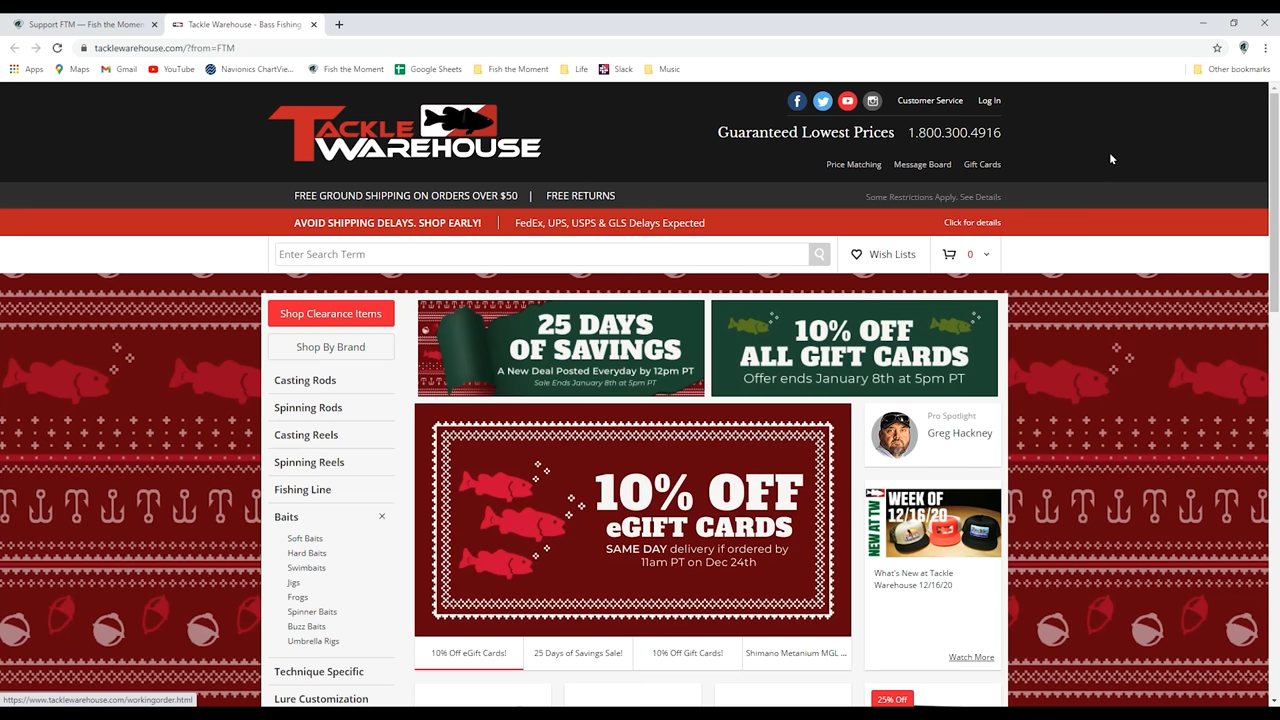 Support FTM — Fish the Momen
Tackle Warehouse - Bass Fishing
tacklewarehouse.com/?from=FTM
Apps
Maps
Gmail
YouTube
Navionics ChartVie...
Fish the Moment
Google Sheets
Fish the Moment
Life
Slack
Music
Other bookmarks
TACKLE
WAREHOUSE
Customer Service
Log In
Guaranteed Lowest Prices
1.800.300.4916
Price Matching
Message Board
Gift Cards
FREE GROUND SHIPPING ON ORDERS OVER $50 | FREE RETURNS
Some Restrictions Apply. See Details
AVOID SHIPPING DELAYS. SHOP EARLY!
FedEx, UPS, USPS & GLS Delays Expected
Click for details
Enter Search Term
Wish Lists
0
Shop Clearance Items
Shop By Brand
Casting Rods
Spinning Rods
Casting Reels
Spinning Reels
Fishing Line
Baits
Soft Baits
Hard Baits
Swimbaits
Jigs
Frogs
Spinner Baits
Buzz Baits
Umbrella Rigs
Technique Specific
Lure Customization
25 DAYS
OF SAVINGS
A New Deal Posted Everyday by 12pm PT
Sale Ends January 8th at 5pm PT
10% OFF
ALL GIFT CARDS
Offer ends January 8th at 5pm PT
10% OFF
eGIFT CARDS
SAME DAY delivery if ordered by
11am PT on Dec 24th
10% Off eGift Cards!
25 Days of Savings Sale!
10% Off Gift Cards!
Shimano Metanium MGL ...
Pro Spotlight
Greg Hackney
NEW AT TW
WEEK OF
12/16/20
What's New at Tackle
Warehouse 12/16/20
Watch More
25% Off
https://www.tacklewarehouse.com/workingorder.html